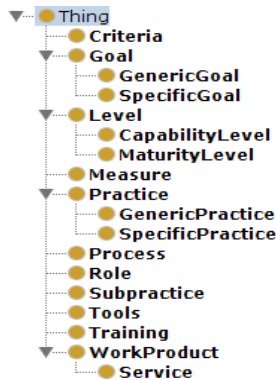 Thing
Criteria
Goal
GenericGoal
SpecificGoal
Level
CapabilityLevel
MaturityLevel
Measure
Practice
GenericPractice
SpecificPractice
Process
Role
Subpractice
Tools
Training
WorkProduct
Service